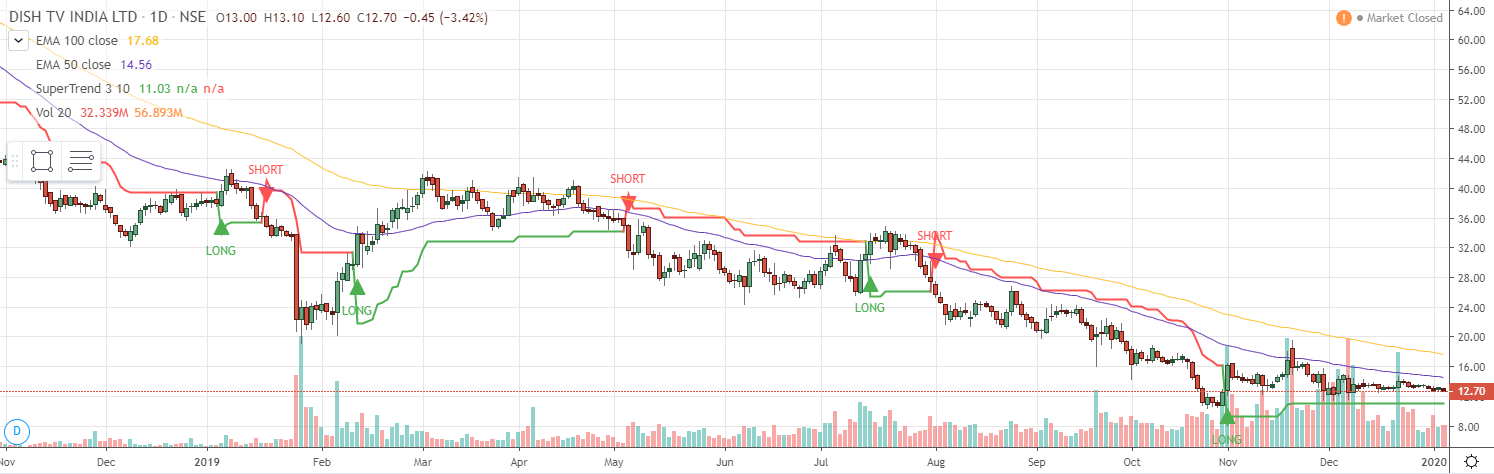 DISH TV INDIA LTD · 1D · NSE O13.00 H13.10 L12.60 C12.70 −0.45 (−3.42%)
! Market Closed
EMA 100 close 17.68
EMA 50 close 14.56
SuperTrend 3 10 11.03 n/a n/a
Vol 20 32.339M 56.893M
SHORT
SHORT
SHORT
LONG
LONG
LONG
LONG
64.00
60.00
56.00
52.00
48.00
44.00
40.00
36.00
32.00
28.00
24.00
20.00
16.00
12.70
8.00
D
Nov Dec 2019 Feb Mar Apr May Jun Jul Aug Sep Oct Nov Dec 2020